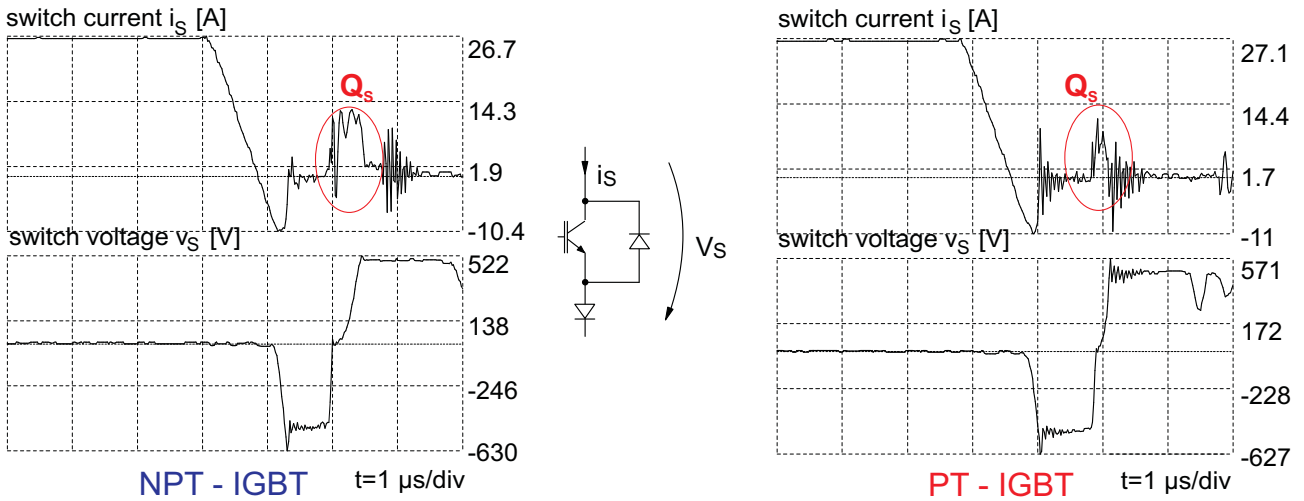 switch current iS [A]
26.7
QS
14.3
1.9
-10.4
switch voltage vS [V]
522
138
-246
-630
NPT - IGBT
t=1 µs/div
iS
VS
switch current iS [A]
27.1
QS
14.4
1.7
-11
switch voltage vS [V]
571
172
-228
-627
PT - IGBT
t=1 µs/div